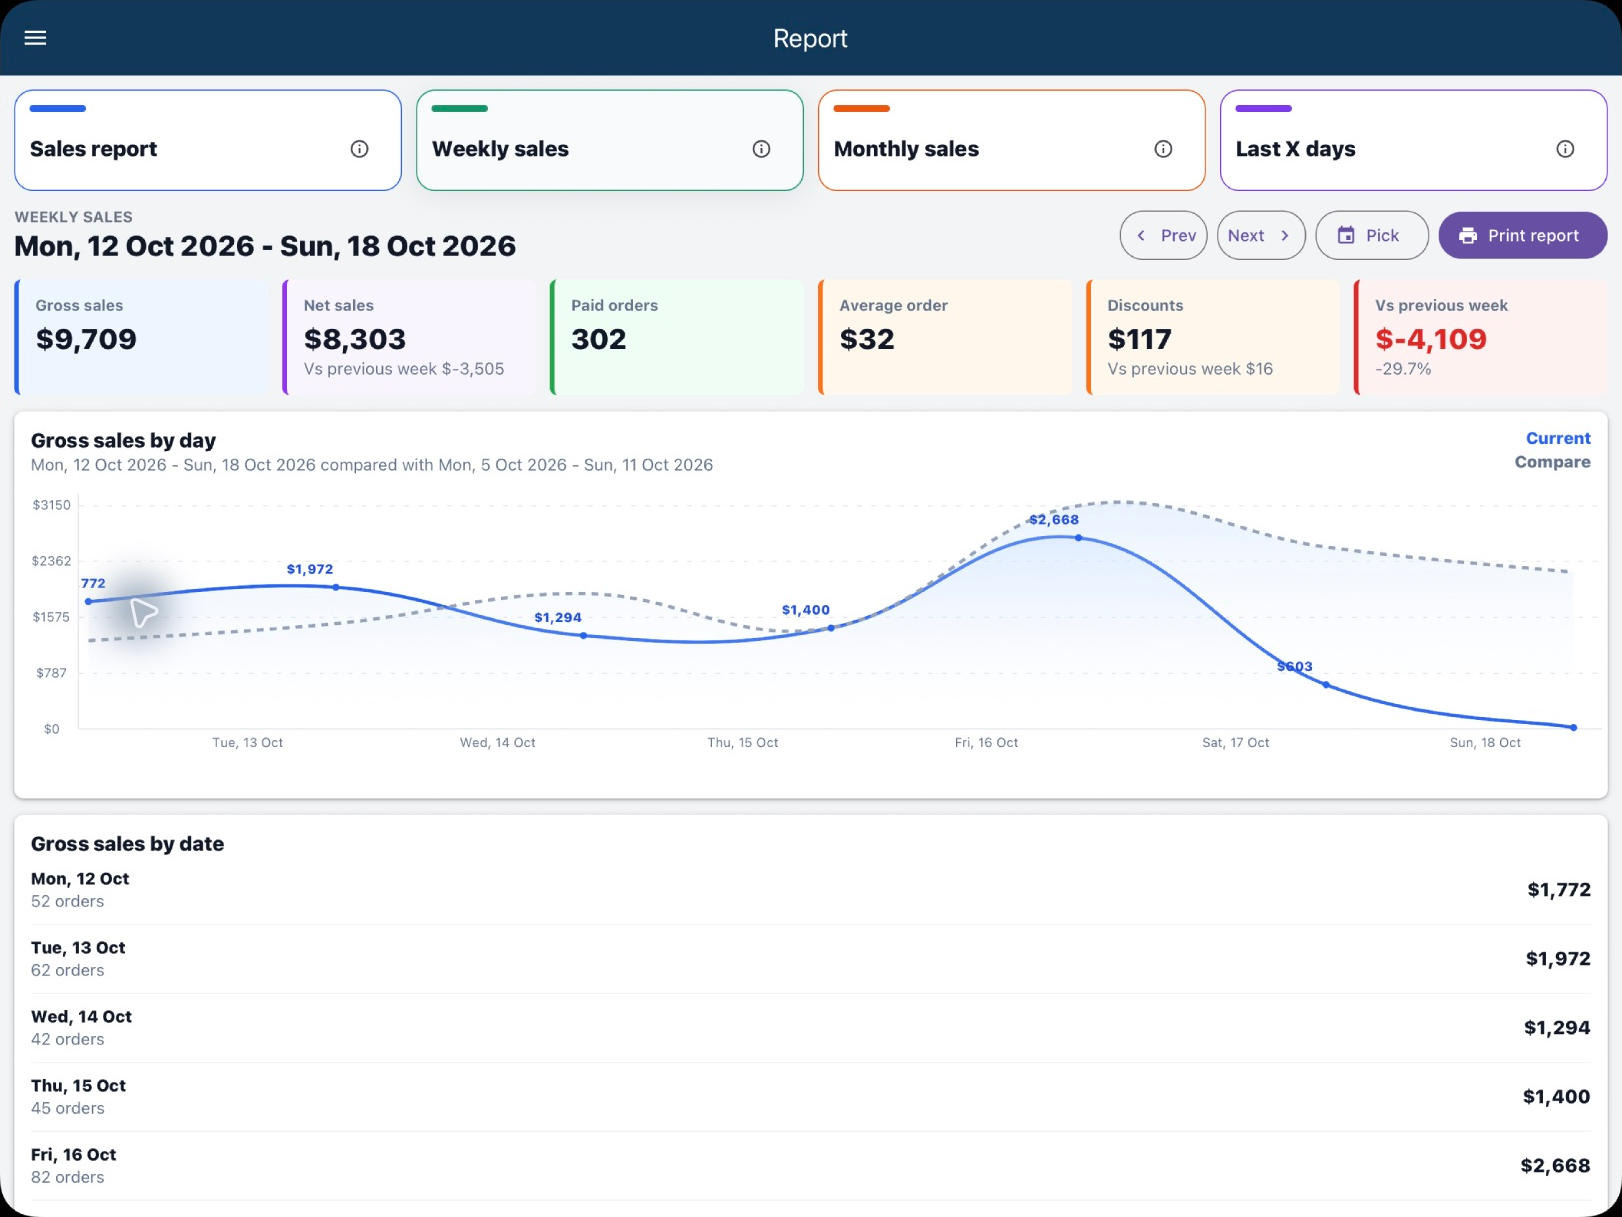 Report
Sales report
Weekly sales
Monthly sales
Last X days
WEEKLY SALES
Mon, 12 Oct 2026 - Sun, 18 Oct 2026
Prev
Next
Pick
Print report
Gross sales
$9,709
Net sales
$8,303
Vs previous week $-3,505
Paid orders
302
Average order
$32
Discounts
$117
Vs previous week $16
Vs previous week
$-4,109
-29.7%
Gross sales by day
Mon, 12 Oct 2026 - Sun, 18 Oct 2026 compared with Mon, 5 Oct 2026 - Sun, 11 Oct 2026
Current
Compare
$3150
$2362
$1575
$787
$0
772
$1,972
$1,294
$1,400
$2,668
$603
Tue, 13 Oct
Wed, 14 Oct
Thu, 15 Oct
Fri, 16 Oct
Sat, 17 Oct
Sun, 18 Oct
Gross sales by date
Mon, 12 Oct
52 orders
$1,772
Tue, 13 Oct
62 orders
$1,972
Wed, 14 Oct
42 orders
$1,294
Thu, 15 Oct
45 orders
$1,400
Fri, 16 Oct
82 orders
$2,668